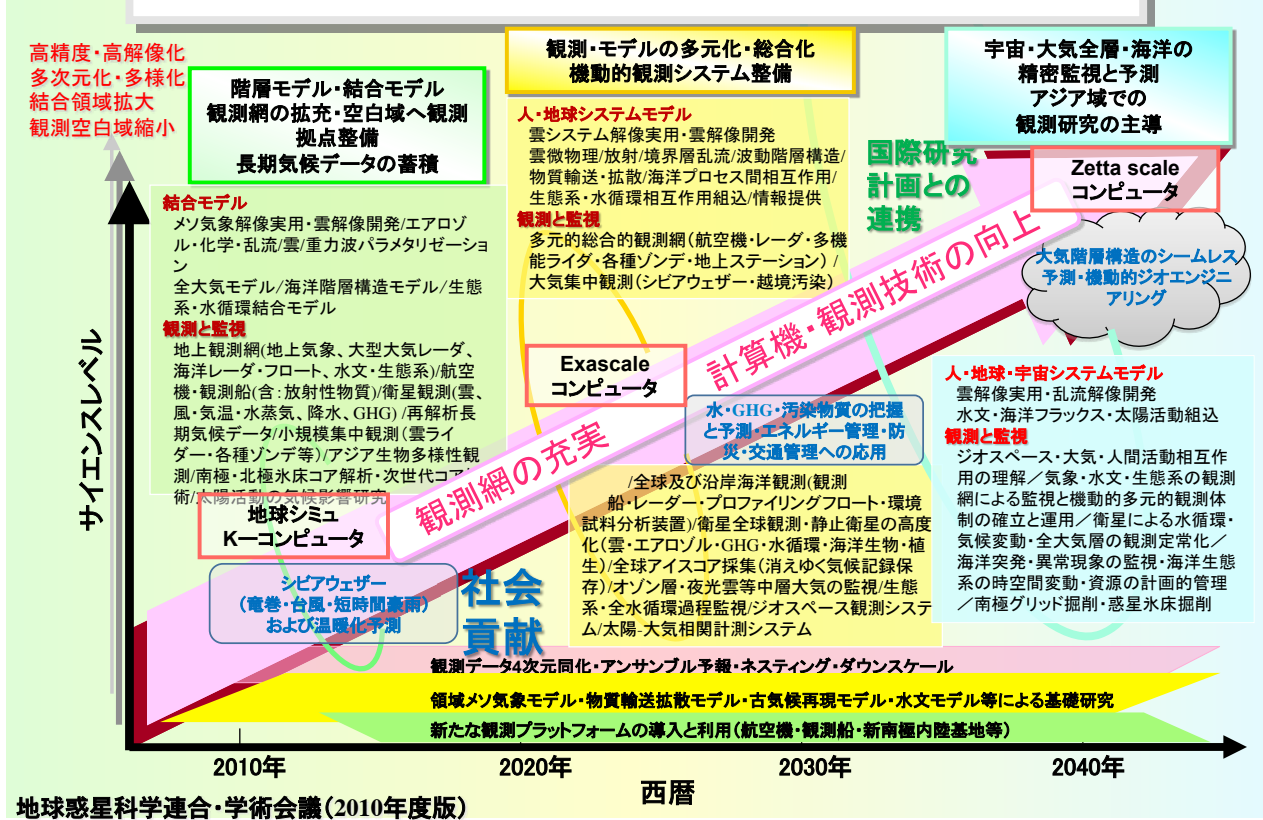 高精度・高解像化
多次元化・多様化
結合領域拡大
観測空白域縮小
階層モデル・結合モデル
観測網の拡充・空白域へ観測
拠点整備
長期気候データの蓄積
観測・モデルの多元化・総合化
機動的観測システム整備
宇宙・大気全層・海洋の
精密監視と予測
アジア域での
観測研究の主導
結合モデル
メソ気象解像実用・雲解像開発/エアロゾ
ル・化学・乱流/雲/重力波パラメタリゼーショ
ン
全大気モデル/海洋階層構造モデル/生態
系・水循環結合モデル
観測と監視
地上観測網(地上気象、大型大気レーダ、
海洋レーダ・フロート、水文・生態系)/航空
機・観測船(含:放射性物質)/衛星観測(雲、
風・気温・水蒸気、降水、GHG) /再解析長
期気候データ/小規模集中観測（雲ライ
ダー・各種ゾンデ等）/アジア生物多様性観
測/南極・北極氷床コア解析・次世代コア
術/太陽活動の気候影響研究
人・地球システムモデル
雲システム解像実用・雲解像開発
雲微物理/放射/境界層乱流/波動階層構造/
物質輸送・拡散/海洋プロセス間相互作用/
生態系・水循環相互作用組込/情報提供
観測と監視
多元的総合的観測網（航空機・レーダ・多機
能ライダ・各種ゾンデ・地上ステーション）/
大気集中観測（シビアウェザー・越境汚染）
国際研究
計画との
連携
Zetta scale
コンピュータ
大気階層構造のシームレス
予測・機動的ジオエンジニ
アリング
Exascale
コンピュータ
水・GHG・汚染物質の把握
と予測・エネルギー管理・防
災・交通管理への応用
観測網の充実
計算機・観測技術の向上
/全球及び沿岸海洋観測(観測
船・レーダー・プロファイリングフロート・環境
試料分析装置)/衛星全球観測・静止衛星の高度
化(雲・エアロゾル・GHG・水循環・海洋生物・植
生)/全球アイスコア採集(消えゆく気候記録保
存)/オゾン層・夜光雲等中層大気の監視/生態
系・全水循環過程監視/ジオスペース観測システ
ム/太陽-大気相関計測システム
人・地球・宇宙システムモデル
雲解像実用・乱流解像開発
水文・海洋フラックス・太陽活動組込
観測と監視
ジオスペース・大気・人間活動相互作
用の理解／気象・水文・生態系の観測
網による監視と機動的多元的観測体
制の確立と運用／衛星による水循環・
気候変動・全大気層の観測定常化／
海洋突発・異常現象の監視・海洋生態
系の時空間変動・資源の計画的管理
／南極グリッド掘削・惑星氷床掘削
地球シミュ
Kーコンピュータ
シビアウェザー
（竜巻・台風・短時間豪雨）
および温暖化予測
社会
貢献
観測データ4次元同化・アンサンブル予報・ネスティング・ダウンスケール
領域メソ気象モデル・物質輸送拡散モデル・古気候再現モデル・水文モデル等による基礎研究
新たな観測プラットフォームの導入と利用（航空機・観測船・新南極内陸基地等）
サイエンスレベル
2010年
2020年
2030年
2040年
西暦
地球惑星科学連合・学術会議（2010年度版）